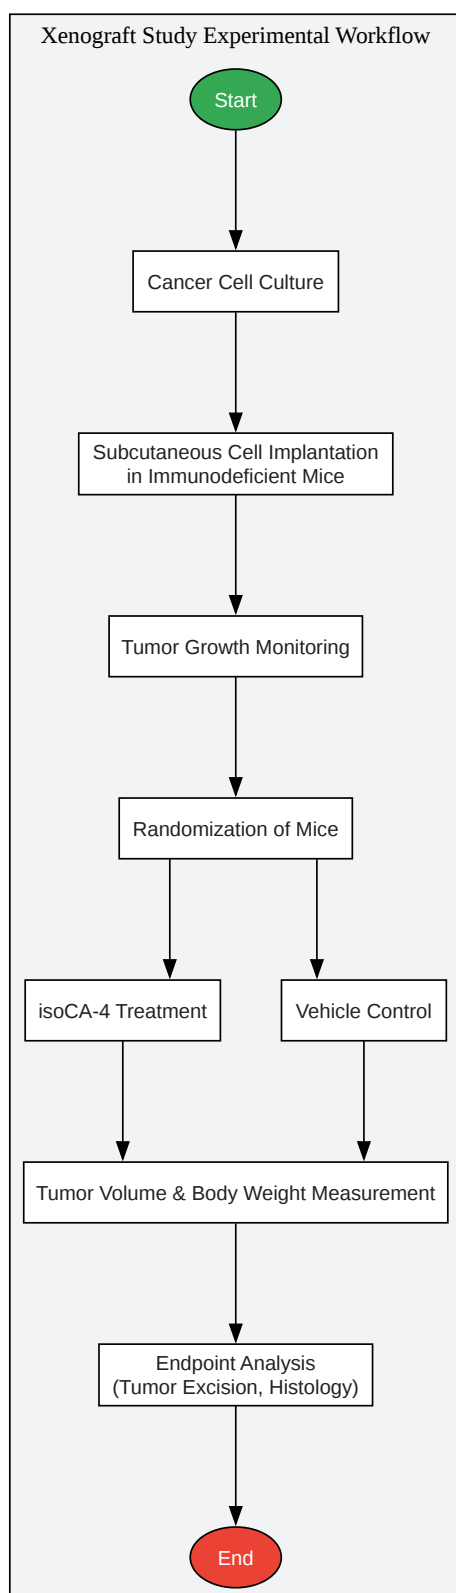 Xenograft Study Experimental Workflow
Start
Cancer Cell Culture
Subcutaneous Cell Implantation
in Immunodeficient Mice
Tumor Growth Monitoring
Randomization of Mice
isoCA-4 Treatment
Vehicle Control
Tumor Volume & Body Weight Measurement
Endpoint Analysis
(Tumor Excision, Histology)
End